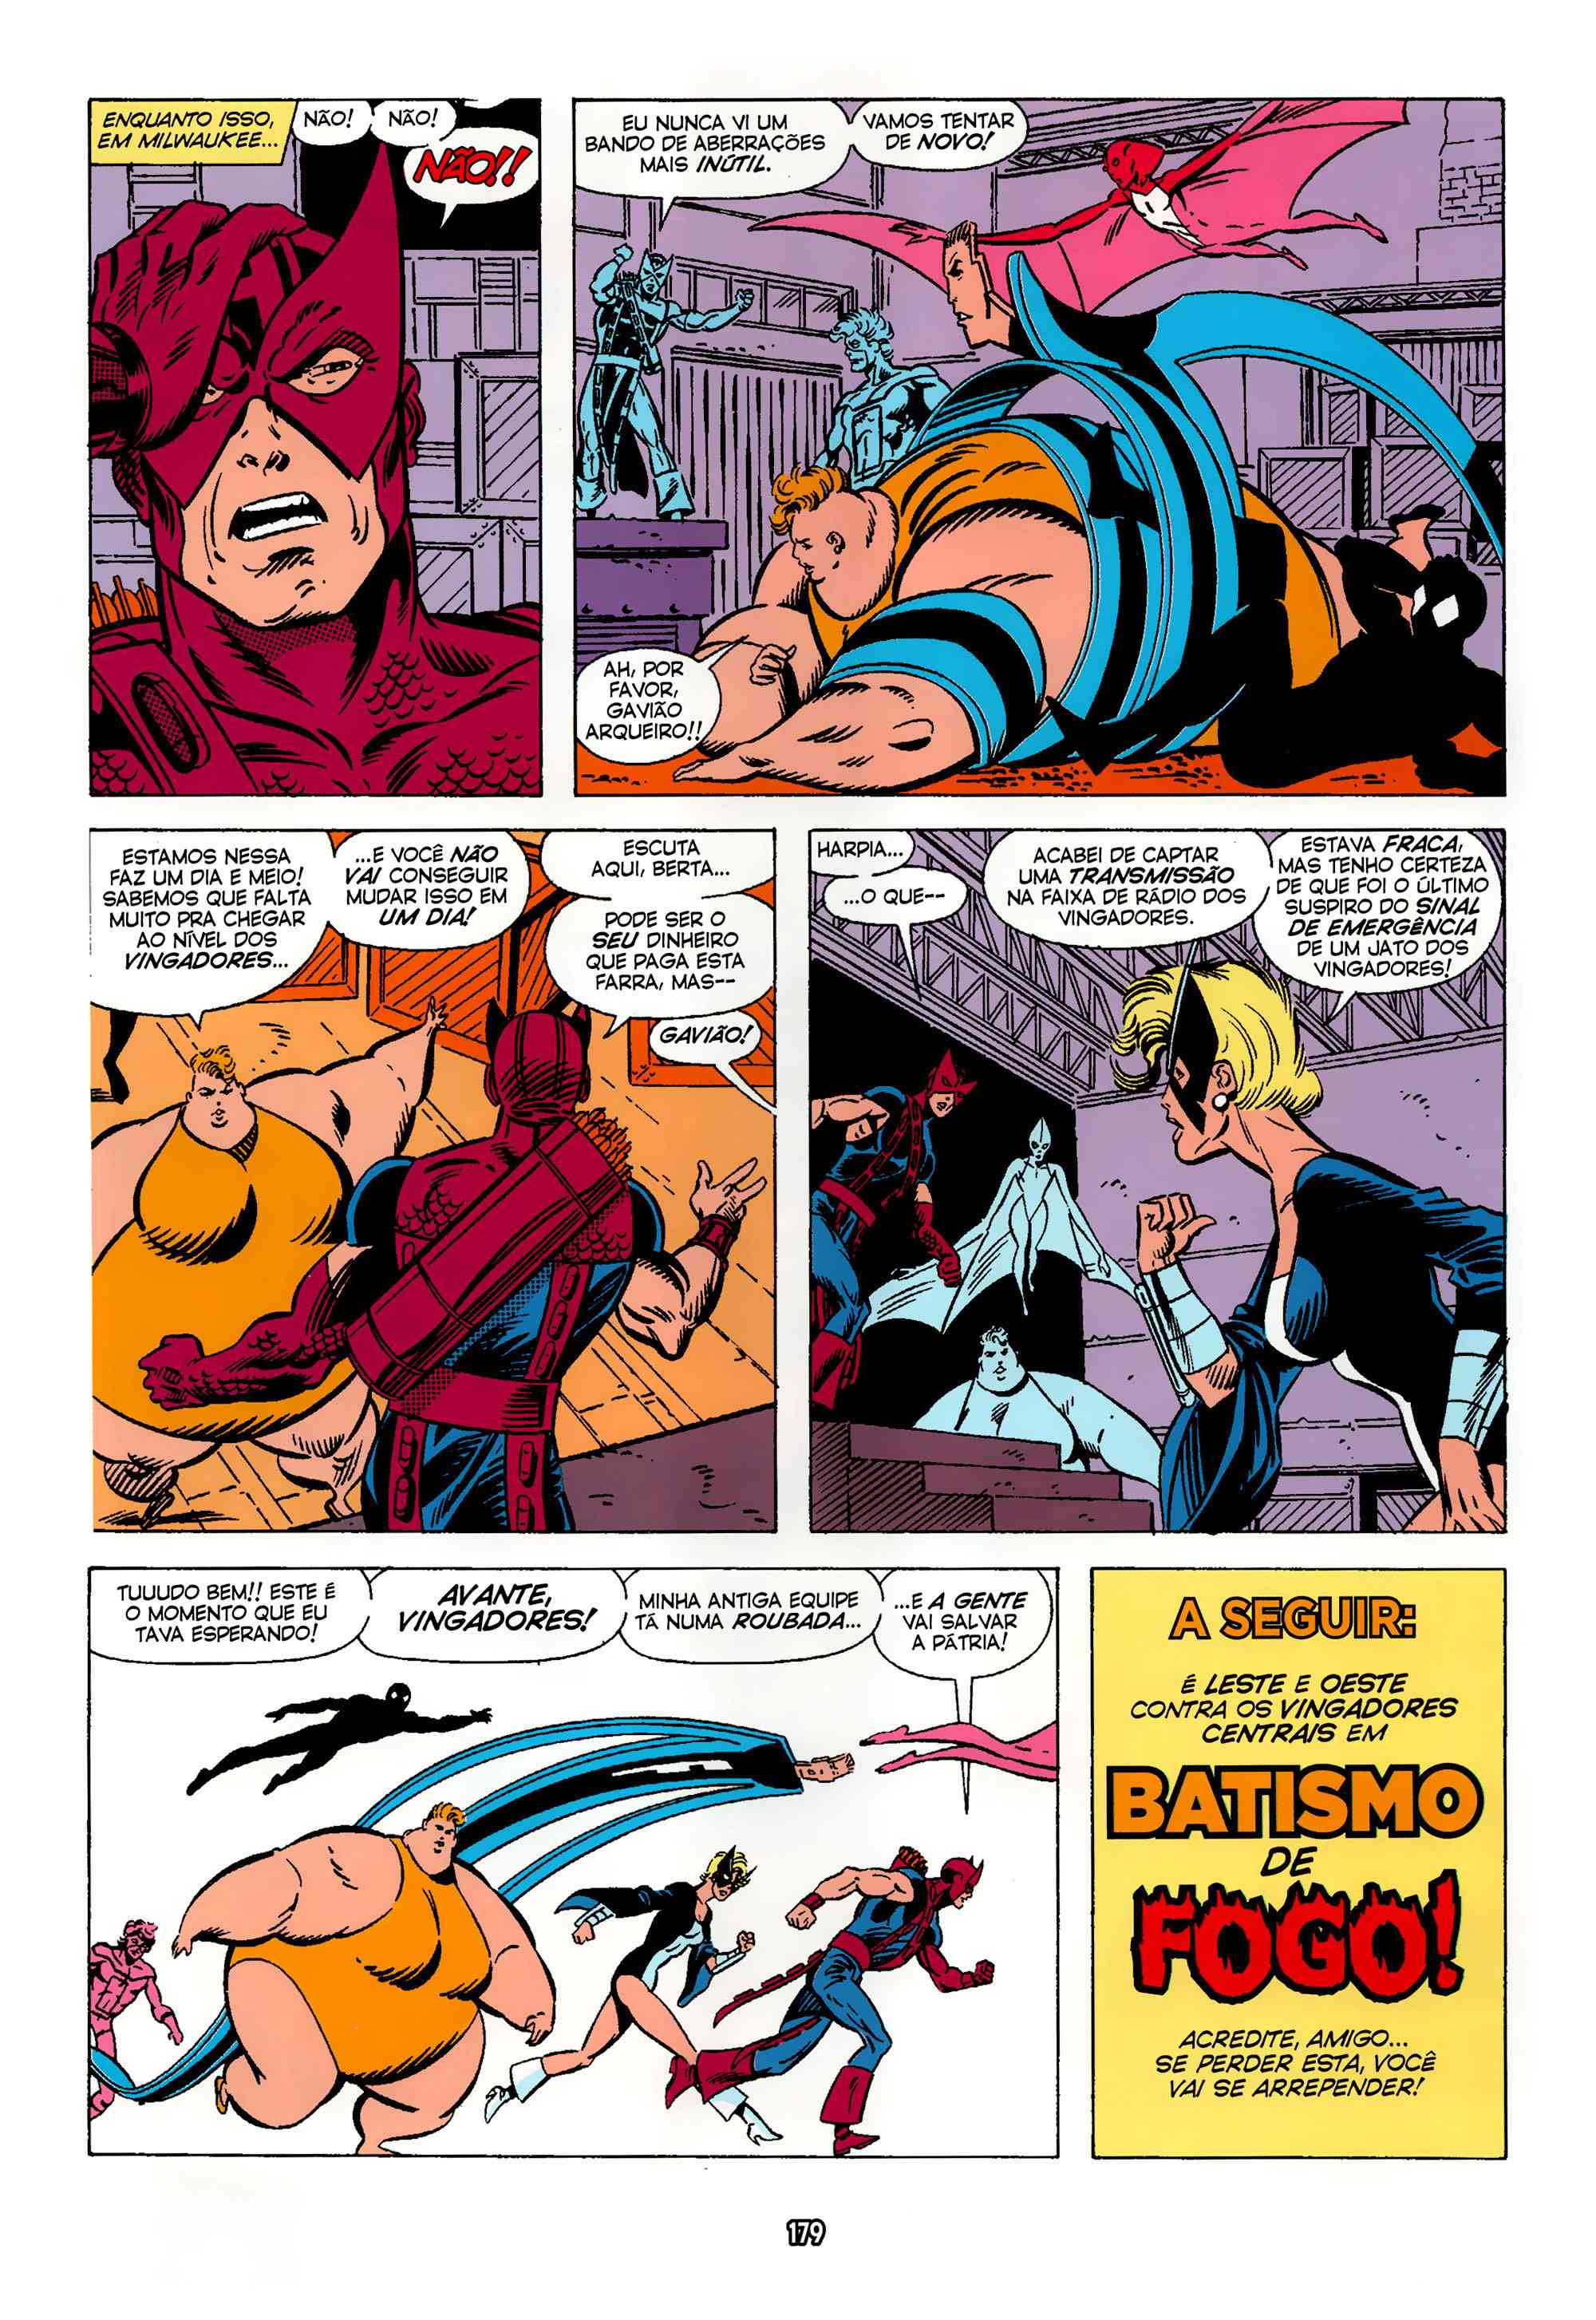 ENQUANTO ISSO,
EM MILWAUKEE...
NÃO!
NÃO!
NÃO!!
EU NUNCA VI UM
BANDO DE ABERRAÇÕES
MAIS INÚTIL.
VAMOS TENTAR
DE NOVO!
AH, POR
FAVOR,
GAVIÃO
ARQUEIRO!!
ESTAMOS NESSA
FAZ UM DIA E MEIO!
SABEMOS QUE FALTA
MUITO PRA CHEGAR
AO NÍVEL DOS
VINGADORES...
...E VOCÊ NÃO
VAI CONSEGUIR
MUDAR ISSO EM
UM DIA!
ESCUTA
AQUI, BERTA...
PODE SER O
SEU DINHEIRO
QUE PAGA ESTA
FARRA, MAS--
GAVIÃO!
HARPIA...
...O QUE--
ACABEI DE CAPTAR
UMA TRANSMISSÃO
NA FAIXA DE RÁDIO DOS
VINGADORES.
ESTAVA FRACA,
MAS TENHO CERTEZA
DE QUE FOI O ÚLTIMO
SUSPIRO DO SINAL
DE EMERGÊNCIA
DE UM JATO DOS
VINGADORES!
TUUUDO BEM!! ESTE É
O MOMENTO QUE EU
TAVA ESPERANDO!
AVANTE,
VINGADORES!
MINHA ANTIGA EQUIPE
TÁ NUMA ROUBADA...
...E A GENTE
VAI SALVAR
A PÁTRIA!
A SEGUIR:
É LESTE E OESTE
CONTRA OS VINGADORES
CENTRAIS EM
BATISMO
DE
FOGO!
ACREDITE, AMIGO...
SE PERDER ESTA, VOCÊ
VAI SE ARREPENDER!
179